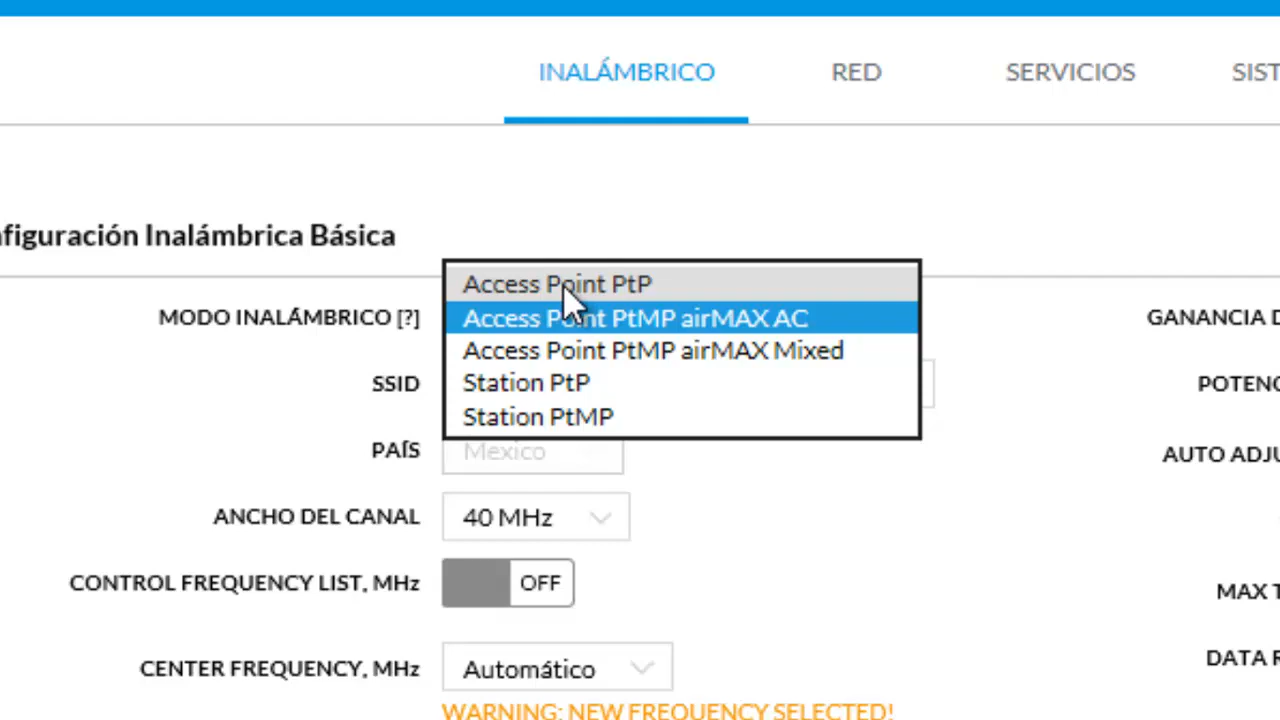 INALÁMBRICO RED SERVICIOS SIST
nfiguración Inalámbrica Básica
Access Point PtP
MODO INALÁMBRICO [?] Access Point PtMP airMAX AC GANANCIA D
Access Point PtMP airMAX Mixed
SSID Station PtP POTENC
Station PtMP
PAÍS Mexico AUTO ADJU
ANCHO DEL CANAL 40 MHz
CONTROL FREQUENCY LIST, MHz OFF MAX T
CENTER FREQUENCY, MHz Automático DATA R
WARNING: NEW FREQUENCY SELECTED!